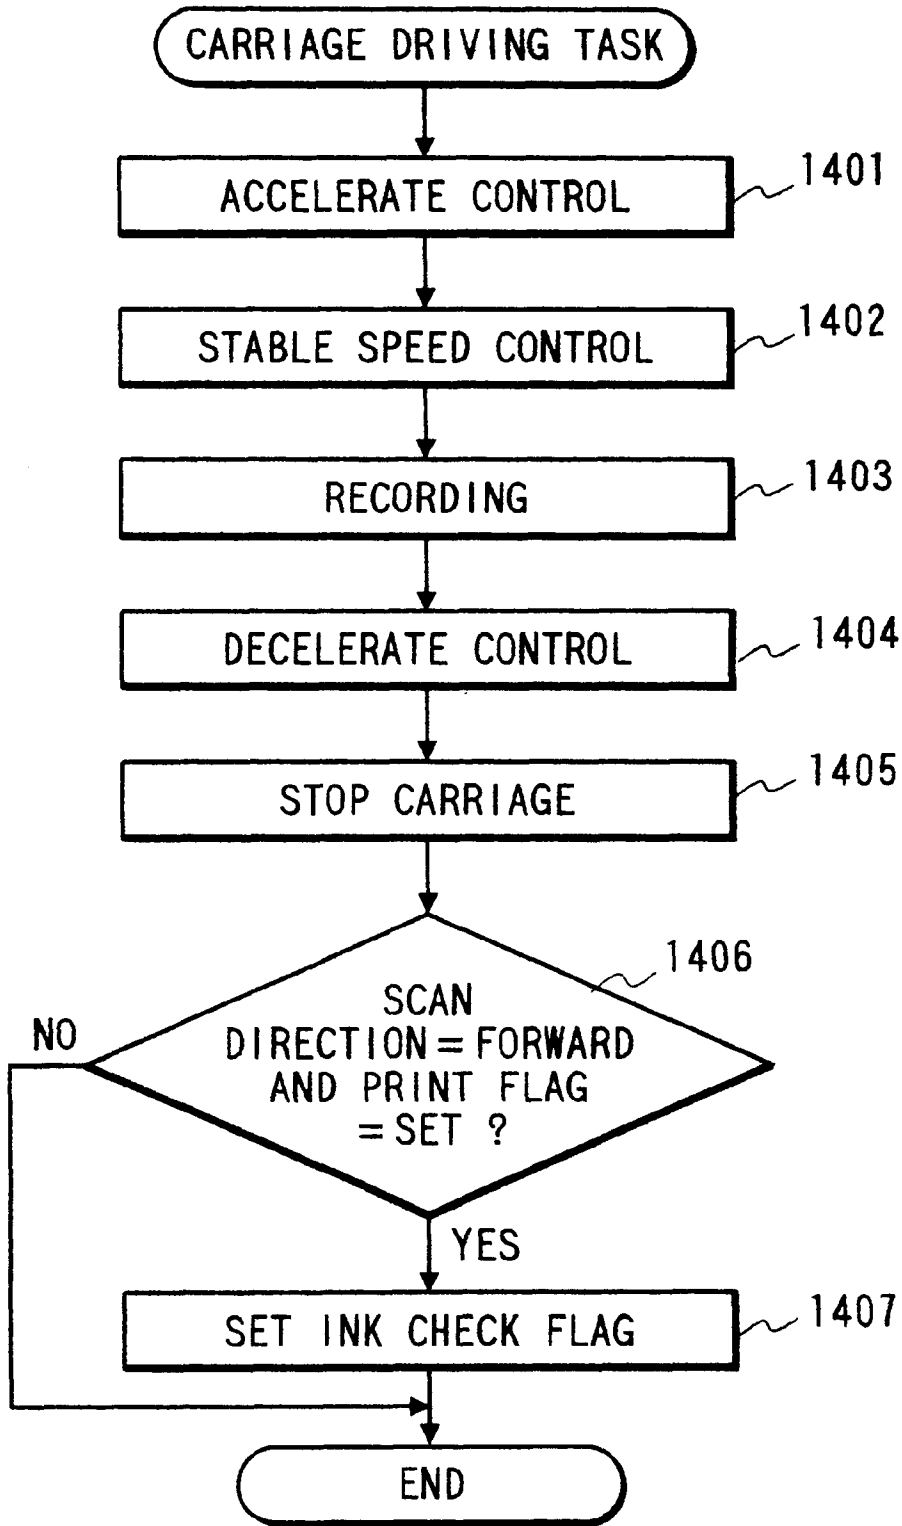 CARRIAGE DRIVING TASK
1401
ACCELERATE CONTROL
1402
STABLE SPEED CONTROL
1403
RECORDING
1404
DECELERATE CONTROL
1405
STOP CARRIAGE
1406
SCAN
NO
DIRECTION = FORWARD
AND PRINT FLAG
= SET ?
YES
1407
SET INK CHECK FLAG
END